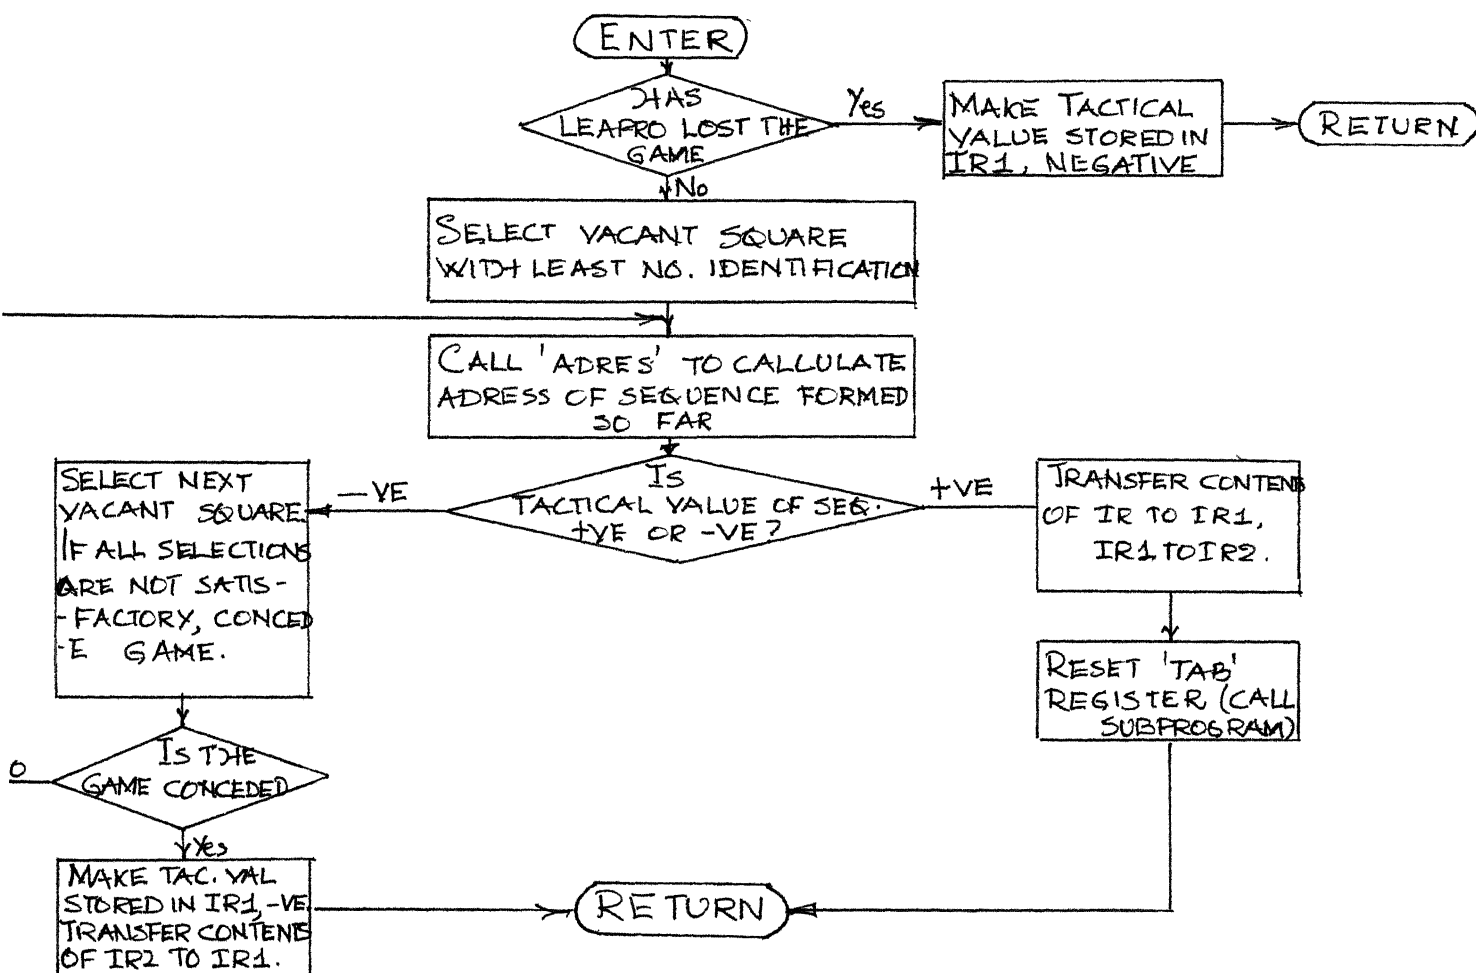 ENTER
HAS
LEAPRO LOST THE
GAME
Yes
MAKE TACTICAL
VALUE STORED IN
IR1, NEGATIVE
RETURN
No
SELECT VACANT SQUARE
WITH LEAST NO. IDENTIFICATION
CALL 'ADRES' TO CALCULATE
ADRESS OF SEQUENCE FORMED
SO FAR
IS
TACTICAL VALUE OF SEQ.
+VE OR -VE?
-VE
+VE
SELECT NEXT
VACANT SQUARE.
IF ALL SELECTIONS
ARE NOT SATIS-
-FACTORY, CONCED
-E GAME.
TRANSFER CONTENTS
OF IR TO IR1,
IR1 TO IR2.
RESET 'TAB'
REGISTER (CALL
SUBPROGRAM)
IS THE
GAME CONCEDED
O
Yes
MAKE TAC. VAL
STORED IN IR1, -VE.
TRANSFER CONTENTS
OF IR2 TO IR1.
RETURN